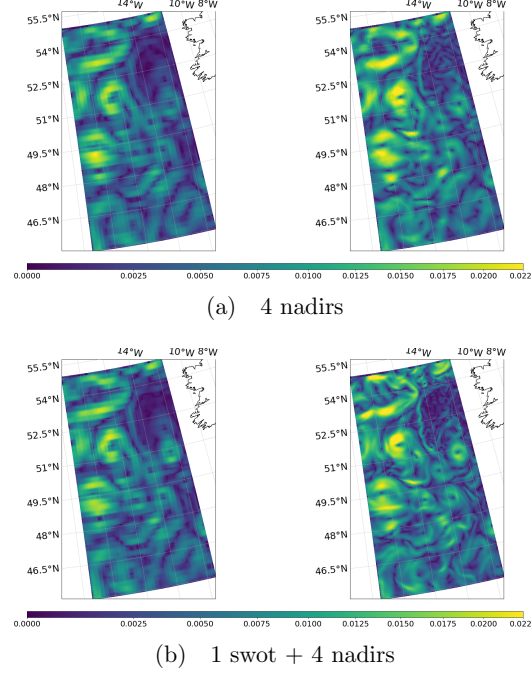 14°W 10°W 8°W 14°W 10°W 8°W
55.5°N 55.5°N
54°N 54°N
52.5°N 52.5°N
51°N 51°N
49.5°N 49.5°N
48°N 48°N
46.5°N 46.5°N
0.0000 0.0025 0.0050 0.0075 0.0100 0.0125 0.0150 0.0175 0.0200 0.022
(a) 4 nadirs
14°W 10°W 8°W 14°W 10°W 8°W
55.5°N 55.5°N
54°N 54°N
52.5°N 52.5°N
51°N 51°N
49.5°N 49.5°N
48°N 48°N
46.5°N 46.5°N
0.0000 0.0025 0.0050 0.0075 0.0100 0.0125 0.0150 0.0175 0.0200 0.022
(b) 1 swot + 4 nadirs